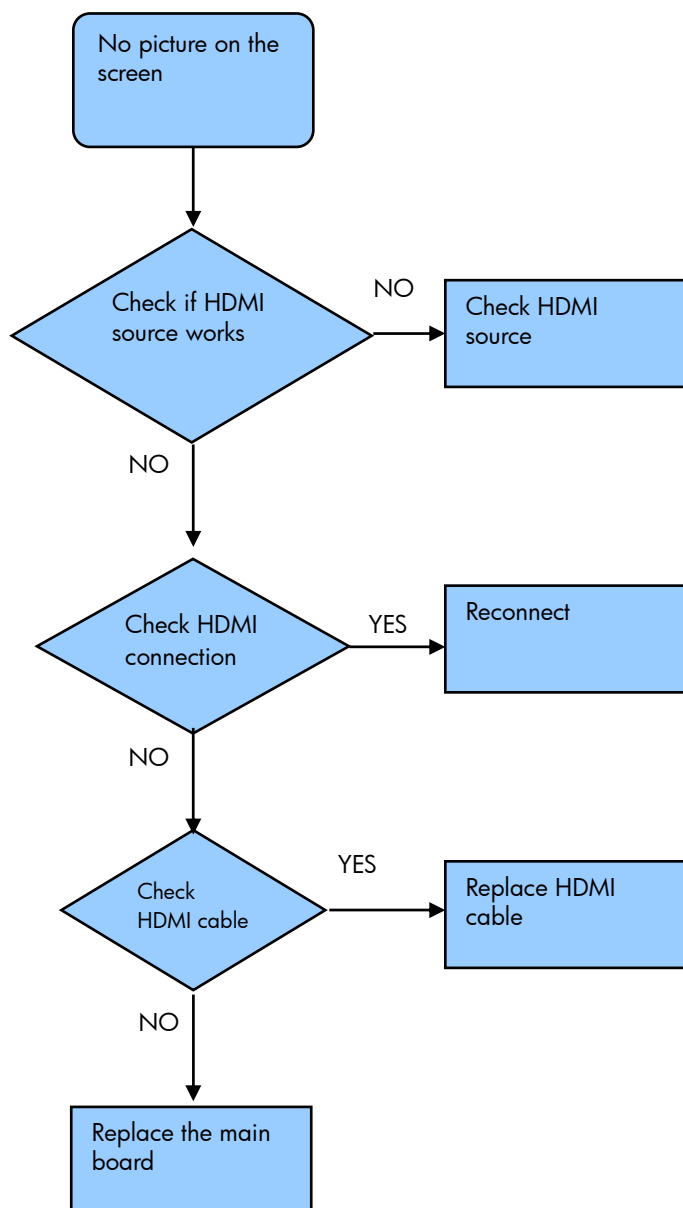 No picture on the
screen
Check if HDMI
source works
NO
Check HDMI
source
NO
Check HDMI
connection
YES
Reconnect
NO
Check
HDMI cable
YES
Replace HDMI
cable
NO
Replace the main
board